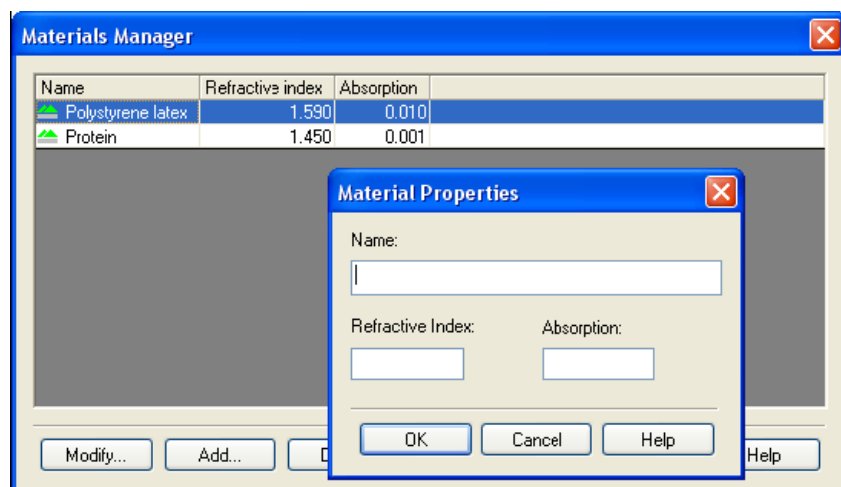 Materials Manager
Name Refractive index Absorption
Polystyrene latex 1.590 0.010
Protein 1.450 0.001
Material Properties
Name:
Refractive Index: Absorption:
OK Cancel Help
Modify... Add... Help